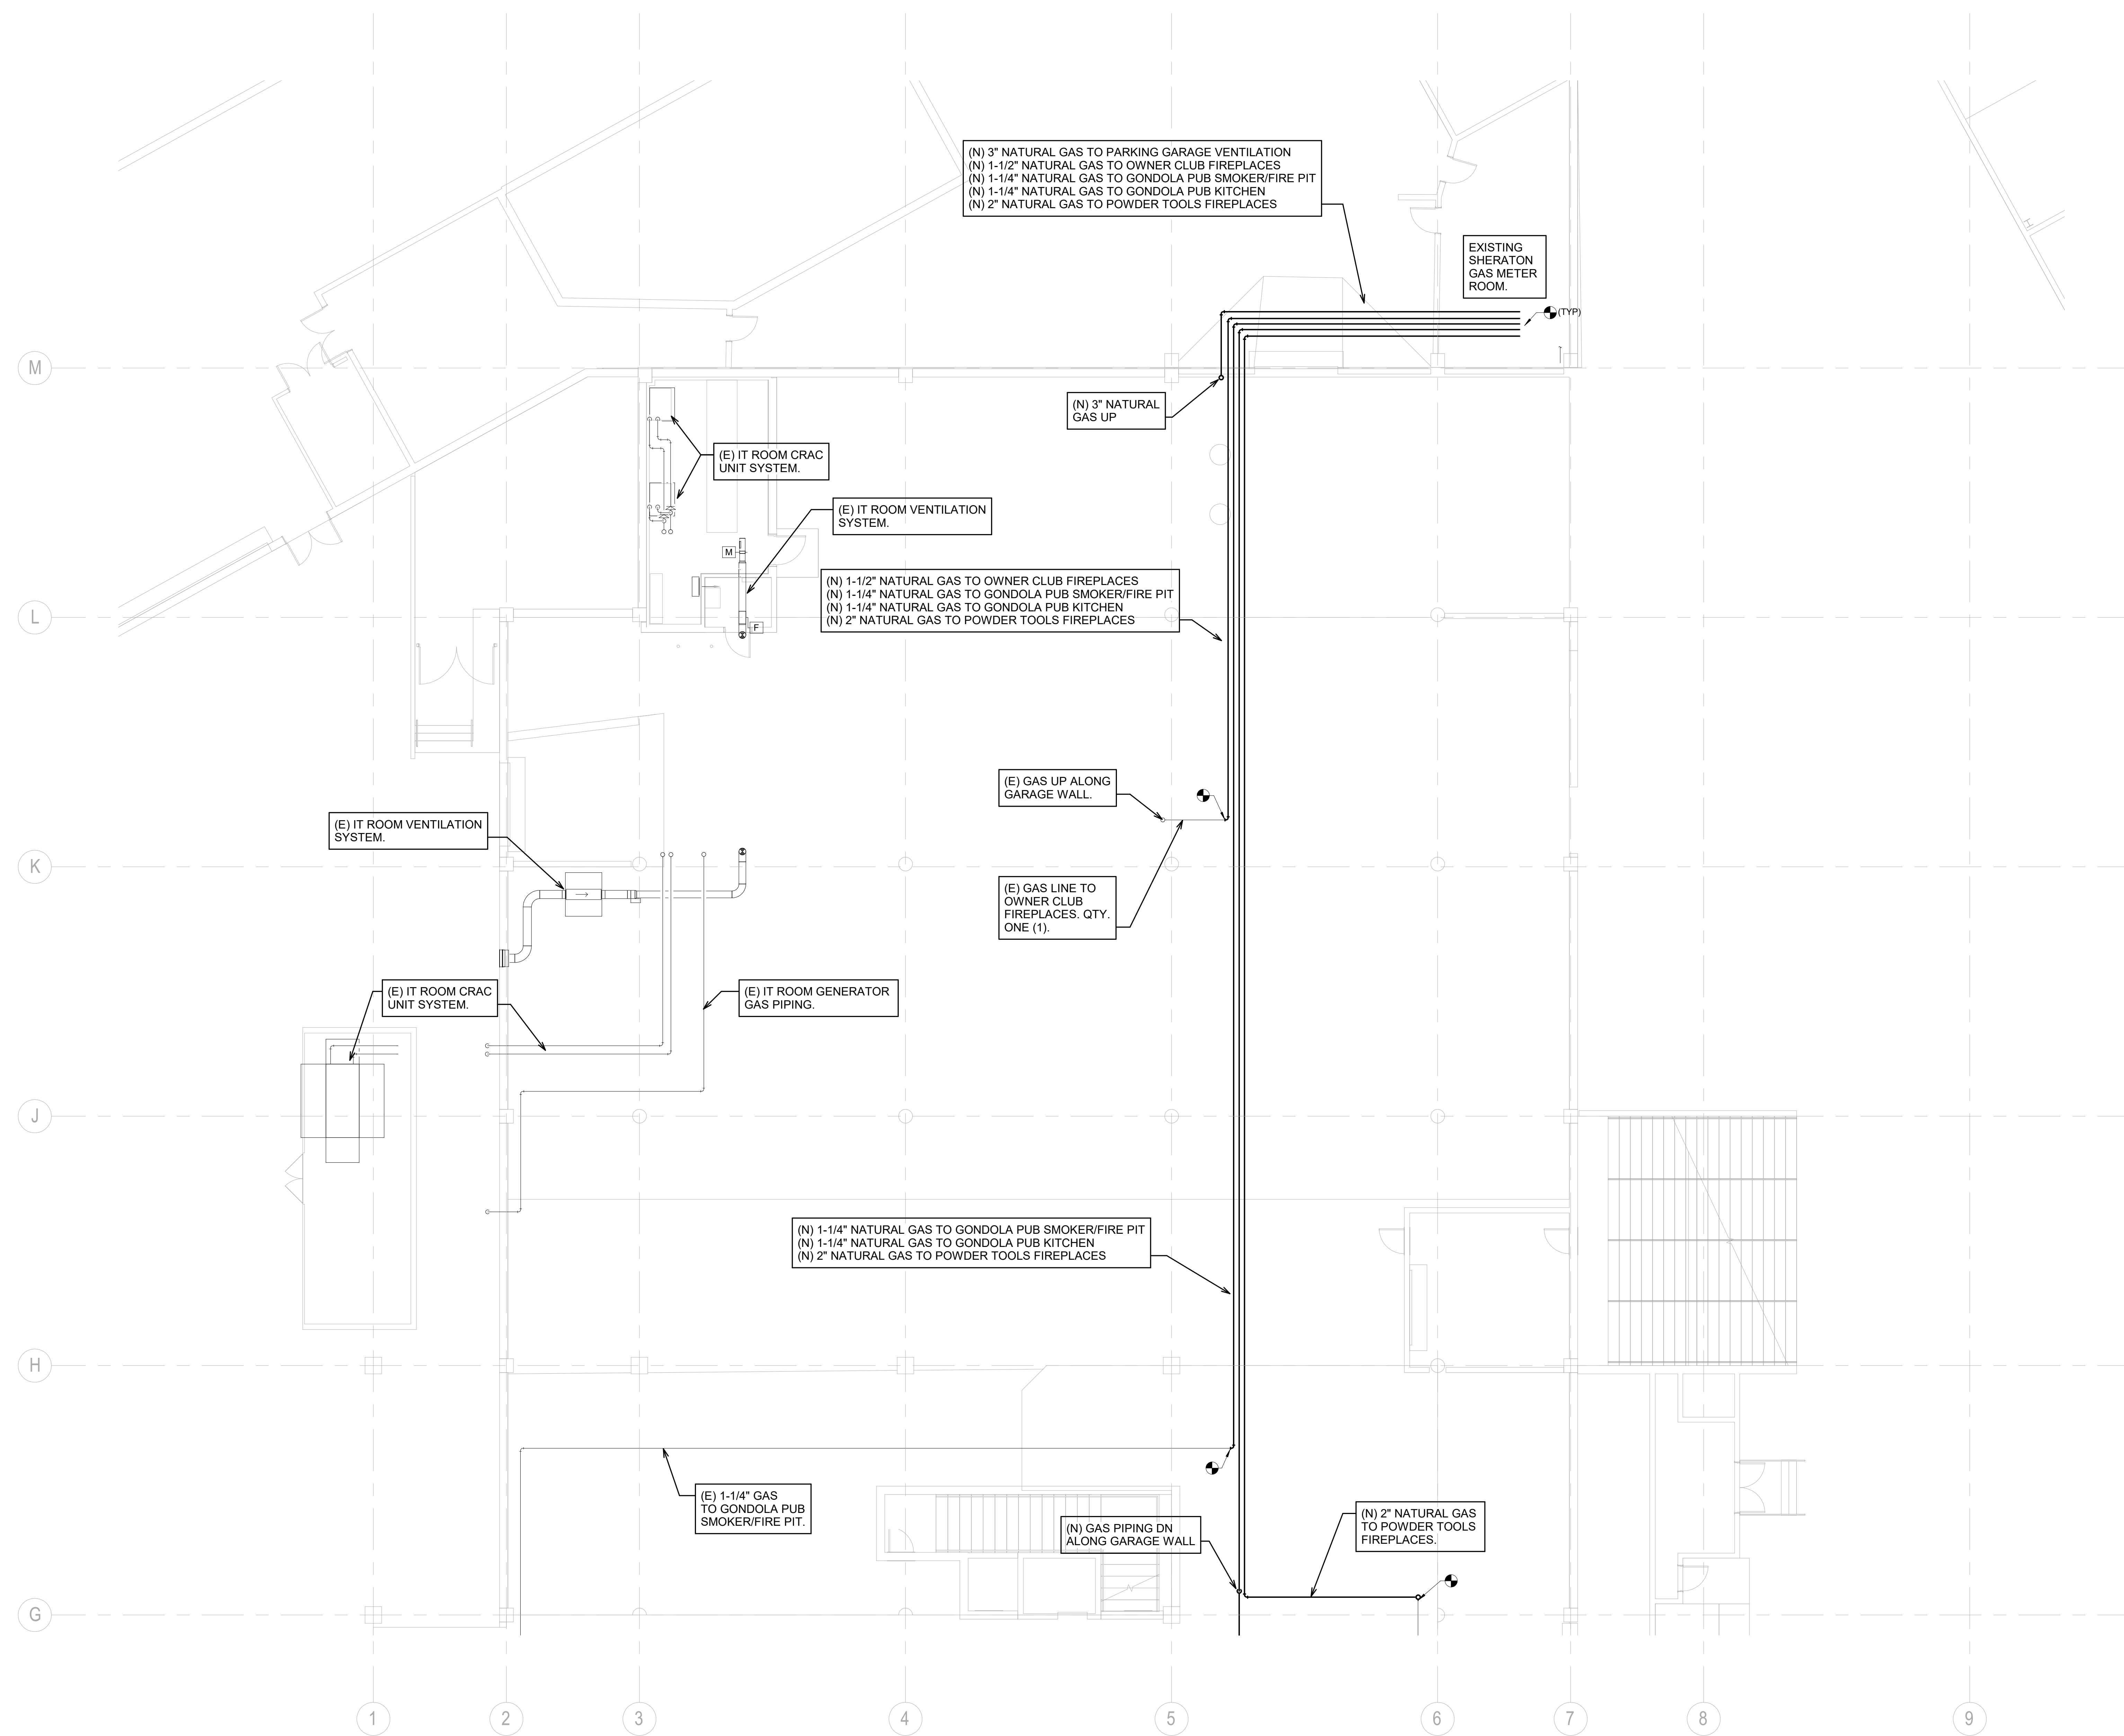 (N) 3" NATURAL GAS TO PARKING GARAGE VENTILATION
(N) 1-1/2" NATURAL GAS TO OWNER CLUB FIREPLACES
(N) 1-1/4" NATURAL GAS TO GONDOLA PUB SMOKER/FIRE PIT
(N) 1-1/4" NATURAL GAS TO GONDOLA PUB KITCHEN
(N) 2" NATURAL GAS TO POWDER TOOLS FIREPLACES
EXISTING
SHERATON
GAS METER
ROOM.
(TYP)
M
(N) 3" NATURAL
GAS UP
(E) IT ROOM CRAC
UNIT SYSTEM.
(E) IT ROOM VENTILATION
SYSTEM.
M
(N) 1-1/2" NATURAL GAS TO OWNER CLUB FIREPLACES
(N) 1-1/4" NATURAL GAS TO GONDOLA PUB SMOKER/FIRE PIT
(N) 1-1/4" NATURAL GAS TO GONDOLA PUB KITCHEN
(N) 2" NATURAL GAS TO POWDER TOOLS FIREPLACES
L
F
(E) GAS UP ALONG
GARAGE WALL.
(E) IT ROOM VENTILATION
SYSTEM.
K
(E) GAS LINE TO
OWNER CLUB
FIREPLACES. QTY.
ONE (1).
(E) IT ROOM CRAC
UNIT SYSTEM.
(E) IT ROOM GENERATOR
GAS PIPING.
J
(N) 1-1/4" NATURAL GAS TO GONDOLA PUB SMOKER/FIRE PIT
(N) 1-1/4" NATURAL GAS TO GONDOLA PUB KITCHEN
(N) 2" NATURAL GAS TO POWDER TOOLS FIREPLACES
H
(E) 1-1/4" GAS
TO GONDOLA PUB
SMOKER/FIRE PIT.
(N) GAS PIPING DN
ALONG GARAGE WALL
(N) 2" NATURAL GAS
TO POWDER TOOLS
FIREPLACES.
G
1 2 3 4 5 6 7 8 9